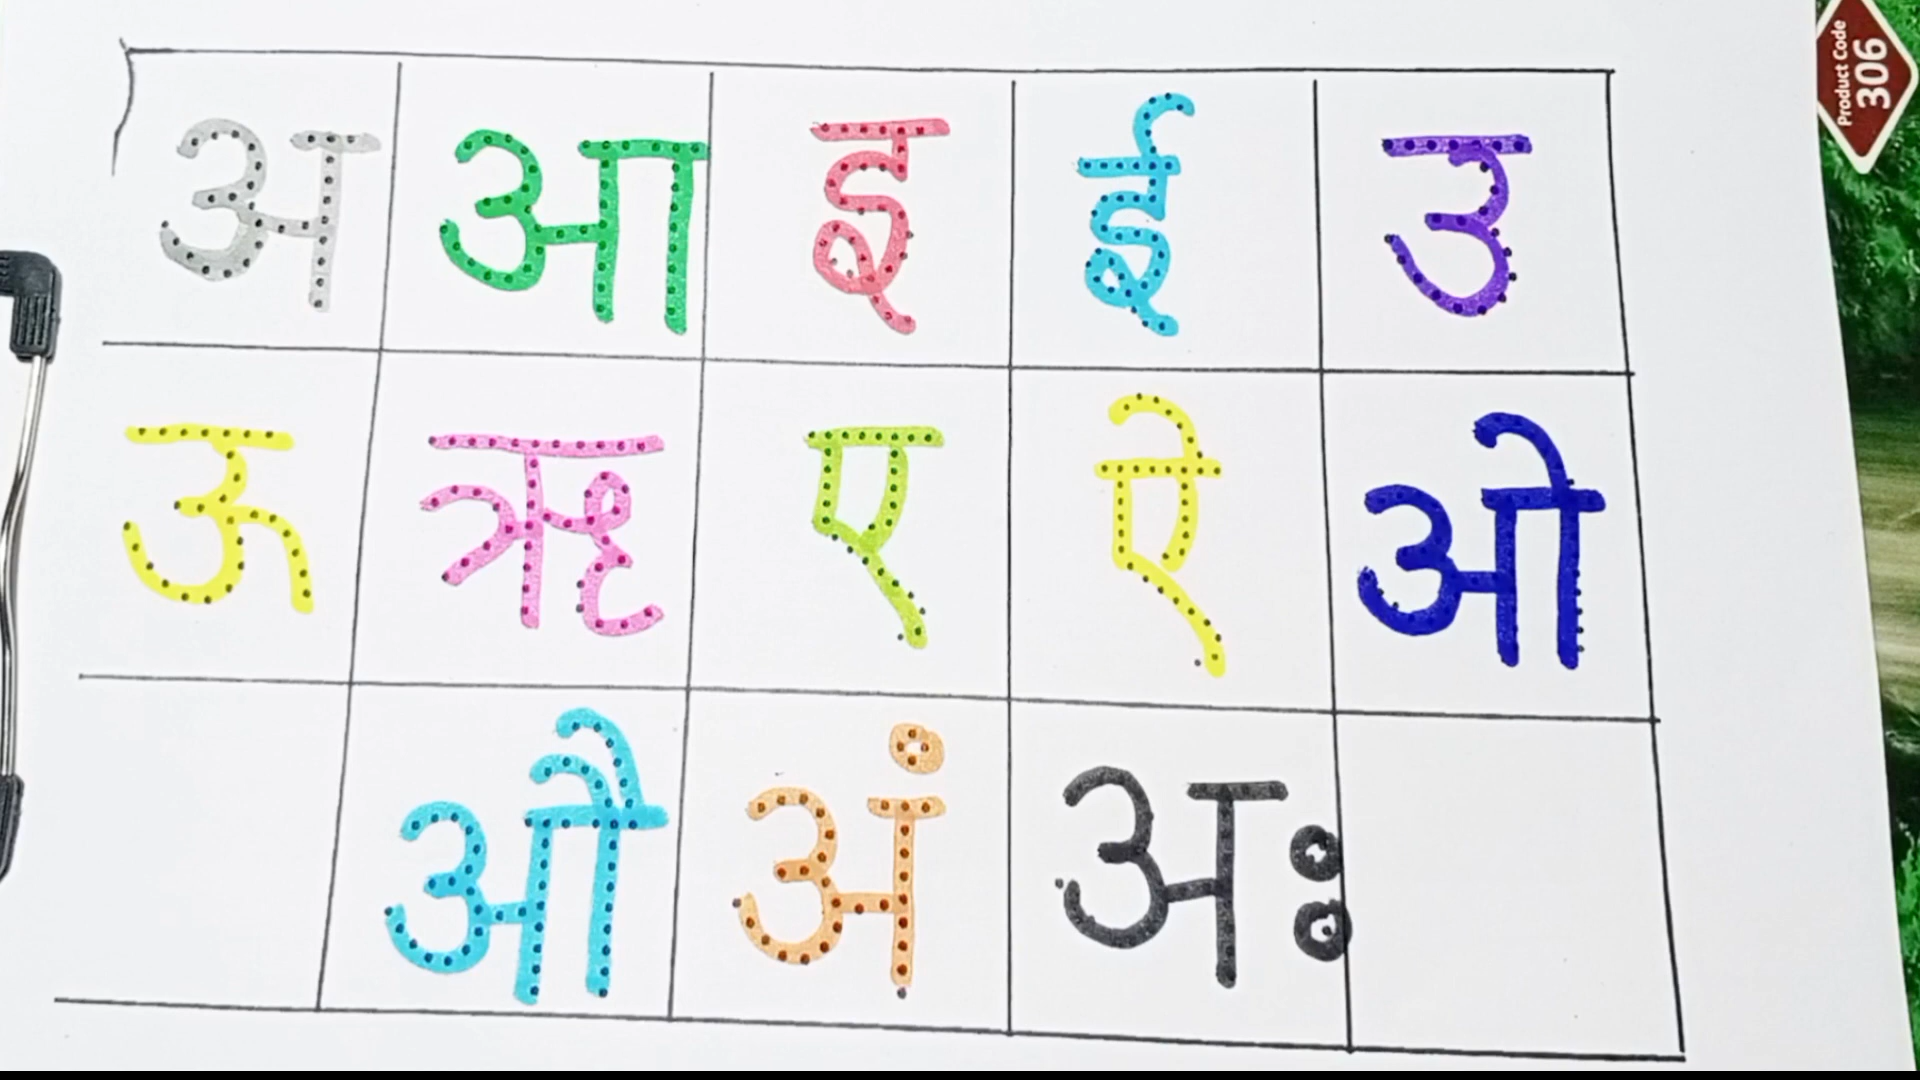 अ आ इ ई उ
ऊ ऋ ए ऐ ओ
औ अं अः
Product Code
306